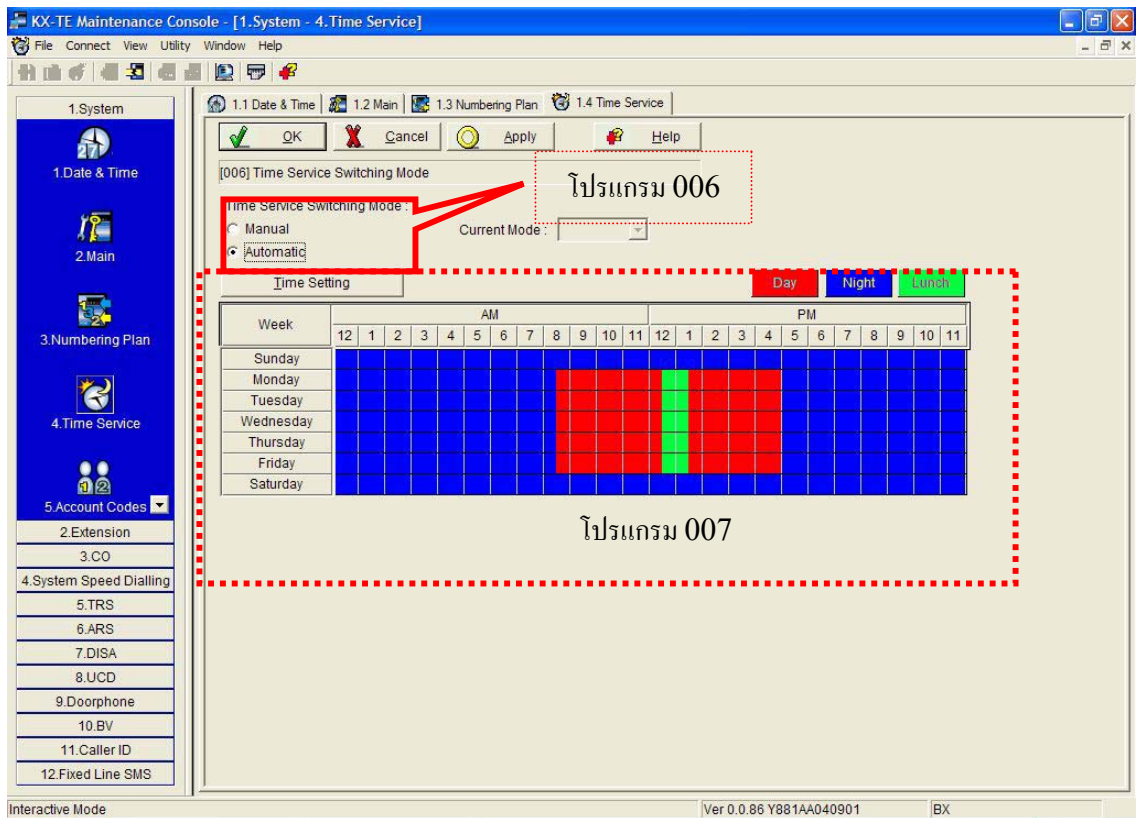 KX-TE Maintenance Console - [1.System - 4.Time Service]
File Connect View Utility Window Help
1.System
1.Date & Time
2.Main
3.Numbering Plan
4.Time Service
5.Account Codes
2.Extension
3.CO
4.System Speed Dialling
5.TRS
6.ARS
7.DISA
8.UCD
9.Doorphone
10.BV
11.Caller ID
12.Fixed Line SMS
1.1 Date & Time 1.2 Main 1.3 Numbering Plan 1.4 Time Service
OK Cancel Apply Help
[006] Time Service Switching Mode
โปรแกรม 006
Time Service Switching Mode :
Manual
Current Mode :
Automatic
Time Setting
Day Night Lunch
Week
AM PM
12 1 2 3 4 5 6 7 8 9 10 11 12 1 2 3 4 5 6 7 8 9 10 11
Sunday
Monday
Tuesday
Wednesday
Thursday
Friday
Saturday
โปรแกรม 007
Interactive Mode
Ver 0.0.86 Y881AA040901
BX